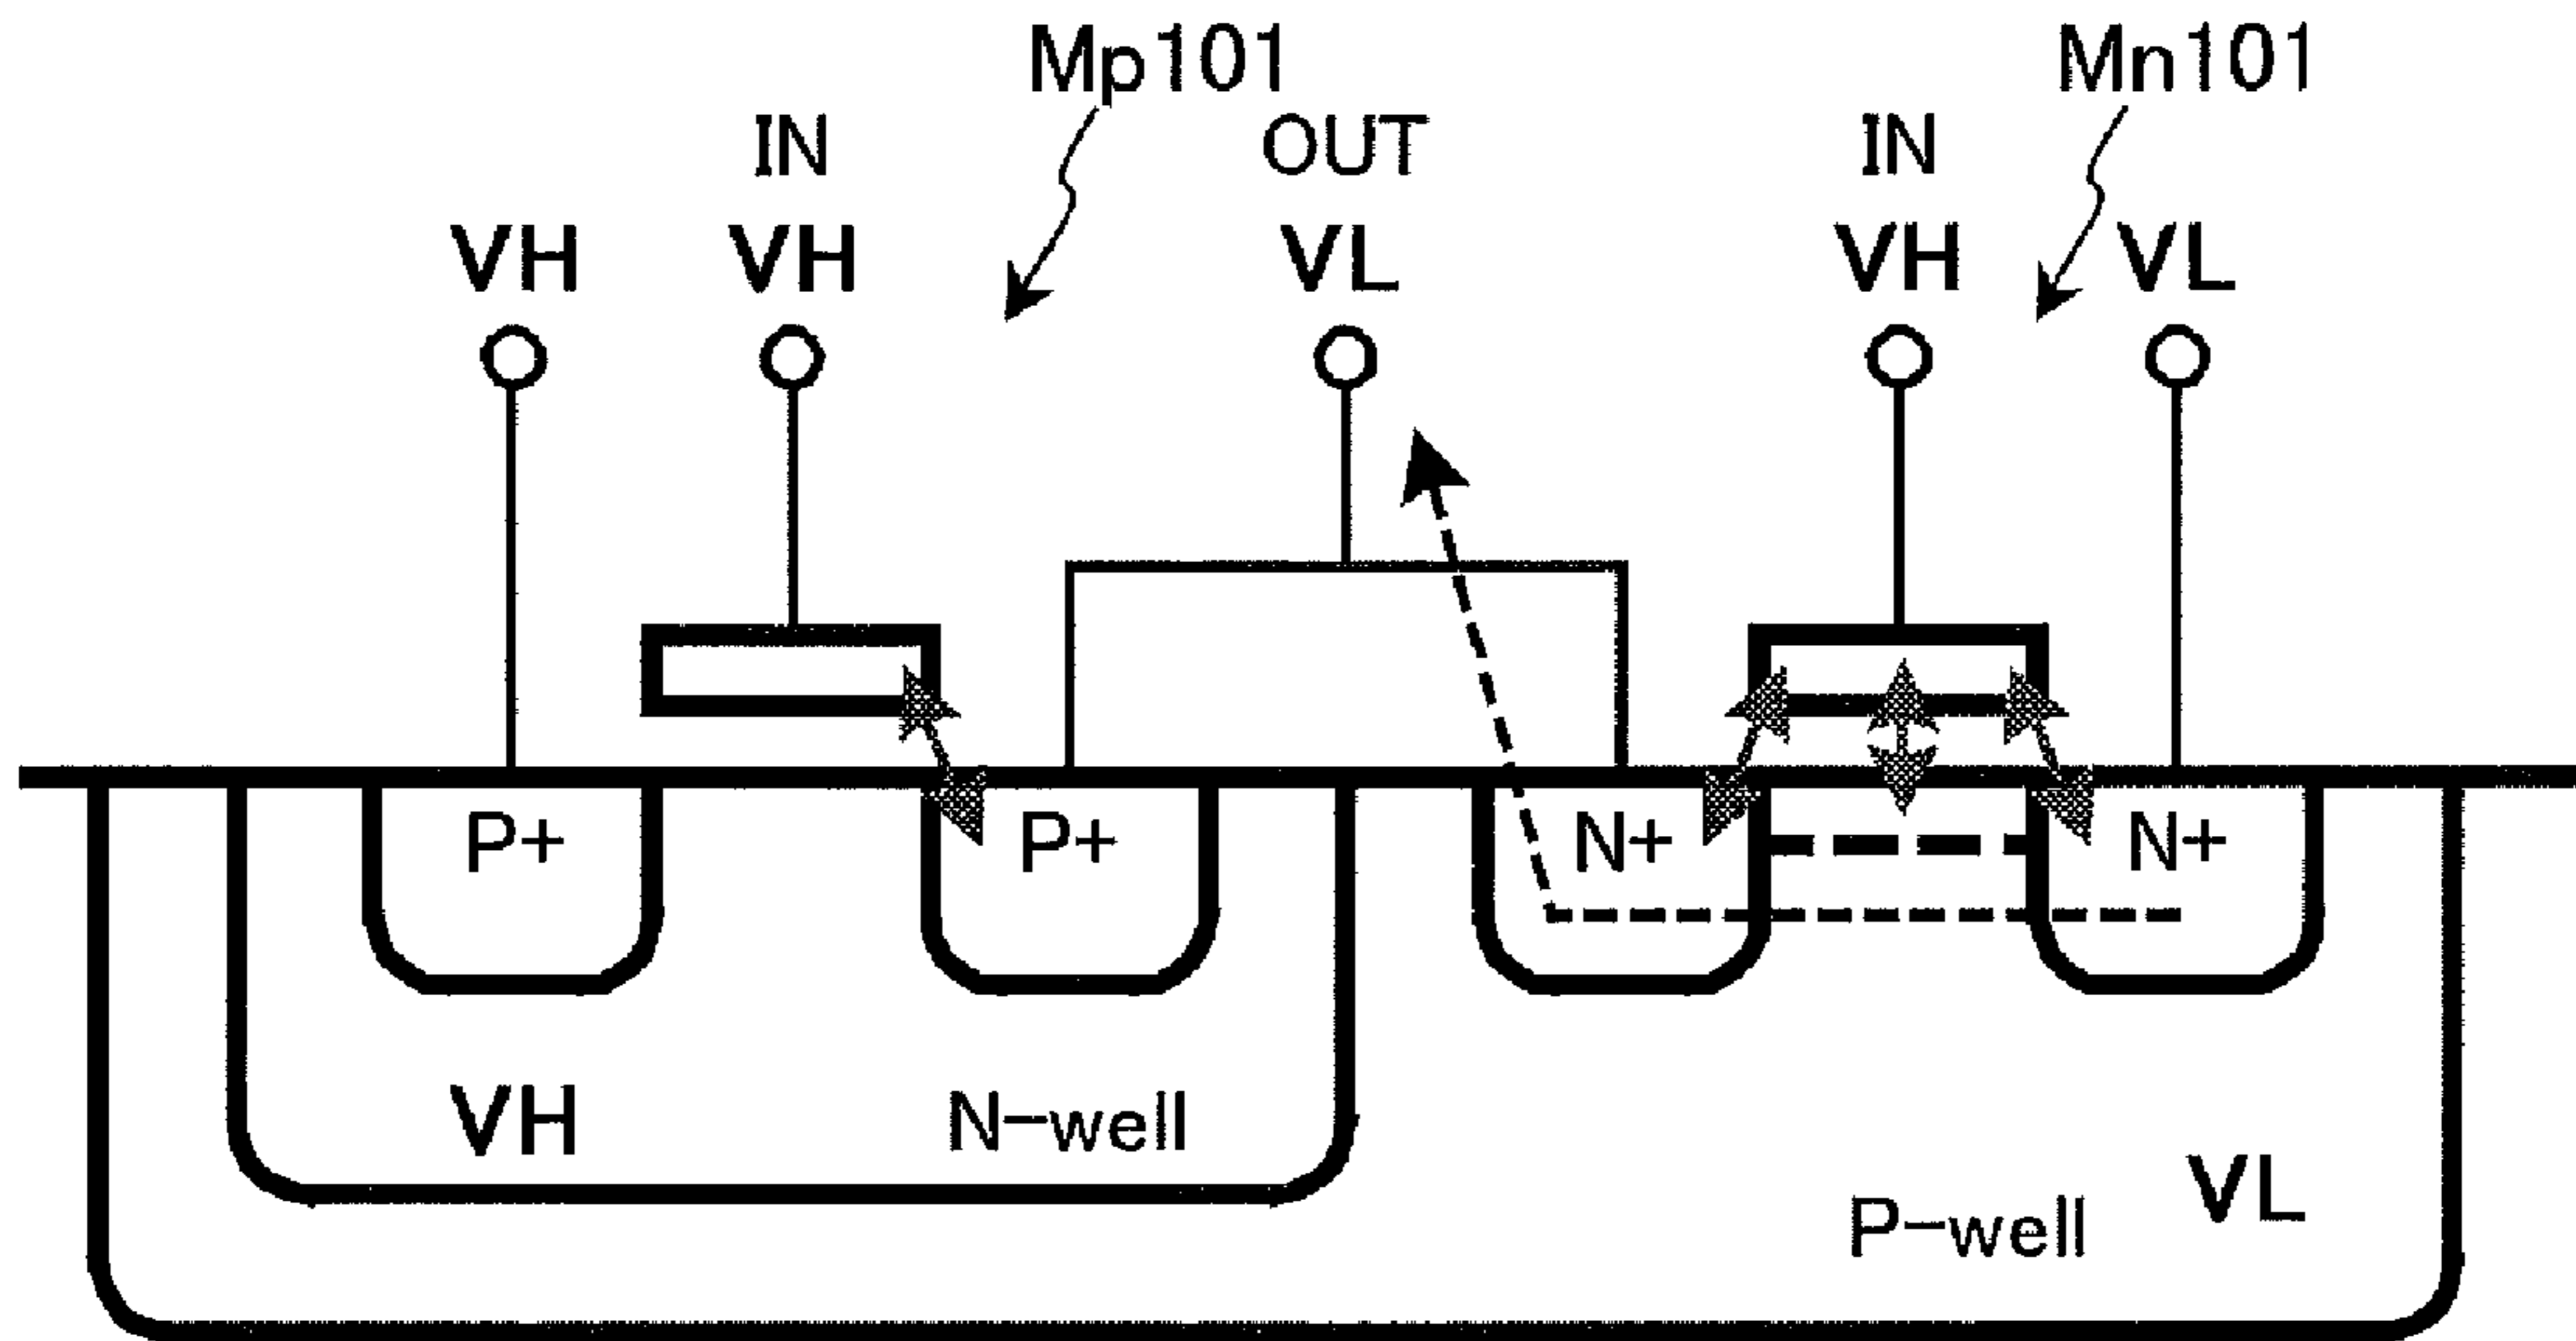 Mp101 Mn101
IN OUT IN
VH VH VL VH VL
P+ P+ N+ N+
VH N-well
P-well VL